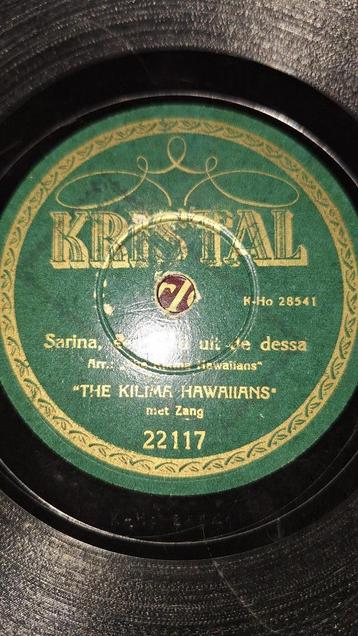 KRISTAL
K-Ho 28541
Sarina, uit de dessa
Arr.: Hawaiians"
"THE KILIMA HAWAIIANS"
met Zang
22117